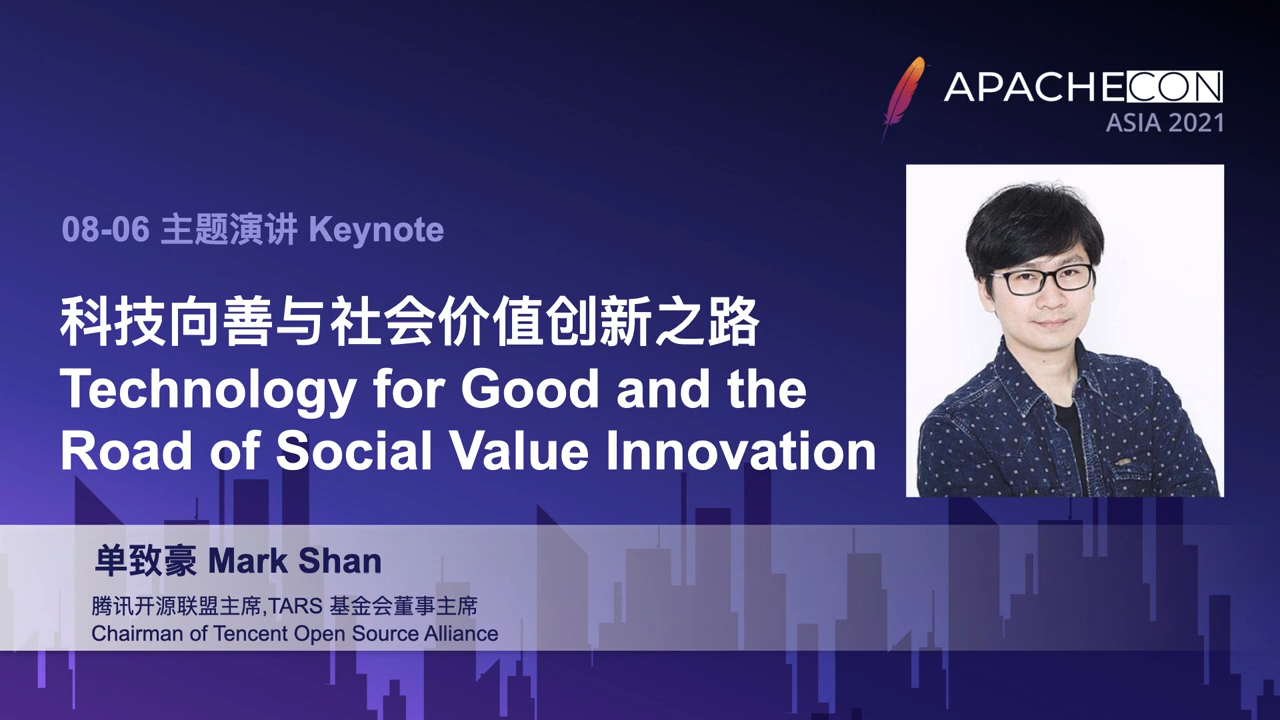 APACHECON
ASIA 2021
08-06 主题演讲 Keynote
科技向善与社会价值创新之路
Technology for Good and the
Road of Social Value Innovation
单致豪 Mark Shan
腾讯开源联盟主席,TARS 基金会董事主席
Chairman of Tencent Open Source Alliance